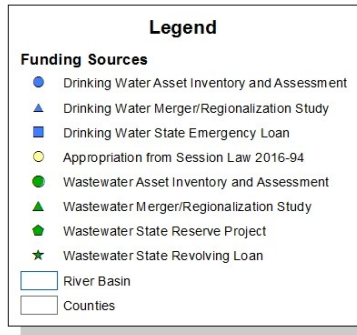 Legend
Funding Sources
Drinking Water Asset Inventory and Assessment
Drinking Water Merger/Regionalization Study
Drinking Water State Emergency Loan
Appropriation from Session Law 2016-94
Wastewater Asset Inventory and Assessment
Wastewater Merger/Regionalization Study
Wastewater State Reserve Project
Wastewater State Revolving Loan
River Basin
Counties